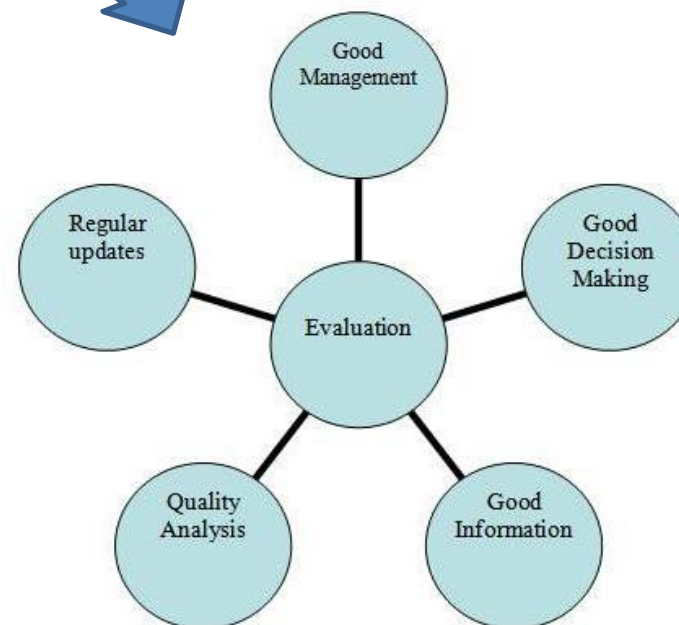 Good
Management
Regular
updates
Good
Decision
Making
Evaluation
Quality
Analysis
Good
Information